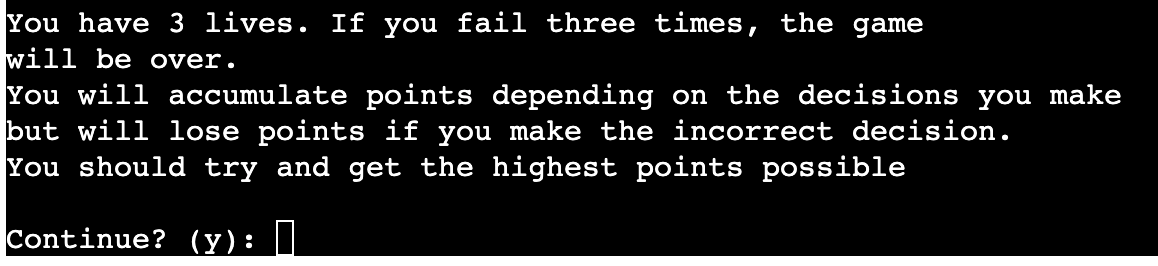 You have 3 lives. If you fail three times, the game
will be over.
You will accumulate points depending on the decisions you make
but will lose points if you make the incorrect decision.
You should try and get the highest points possible
Continue? (y):